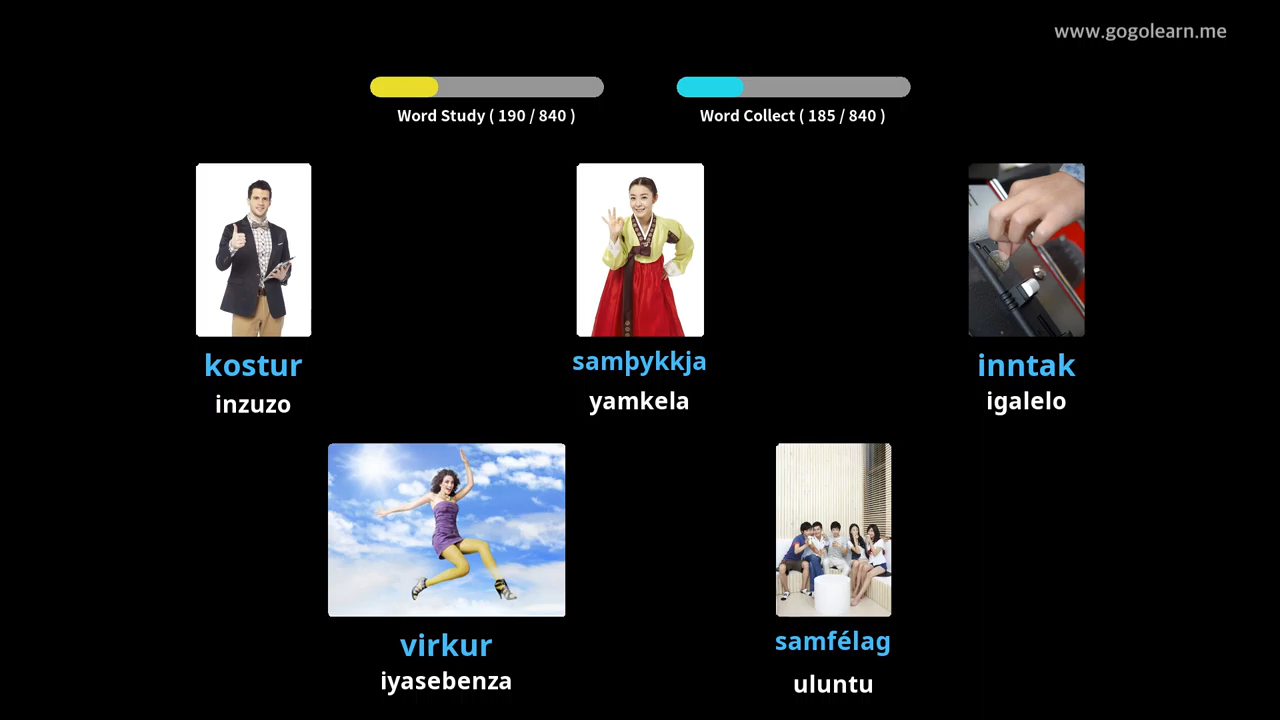 www.gogolearn.me
Word Study ( 190 / 840 )
Word Collect ( 185 / 840 )
kostur
inzuzo
samþykkja
yamkela
inntak
igalelo
virkur
iyasebenza
samfélag
uluntu